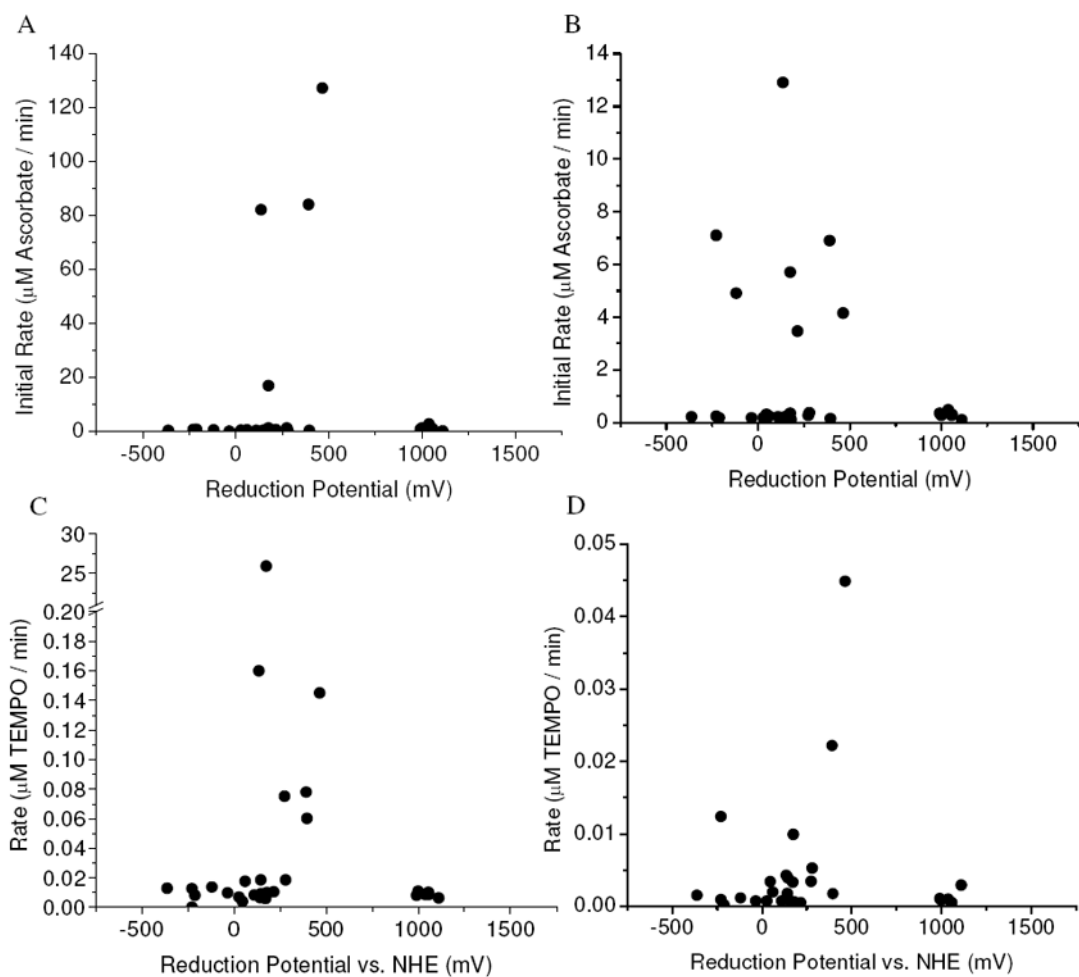 A
140
120
100
80
60
40
20
0
Initial Rate (μM Ascorbate / min)
-500 0 500 1000 1500
Reduction Potential (mV)
B
14
12
10
8
6
4
2
0
Initial Rate (μM Ascorbate / min)
-500 0 500 1000 1500
Reduction Potential (mV)
C
30
25
0.20
0.18
0.16
0.14
0.12
0.10
0.08
0.06
0.04
0.02
0.00
Rate (μM TEMPO / min)
-500 0 500 1000 1500
Reduction Potential vs. NHE (mV)
D
0.05
0.04
0.03
0.02
0.01
0.00
Rate (μM TEMPO / min)
-500 0 500 1000 1500
Reduction Potential vs. NHE (mV)